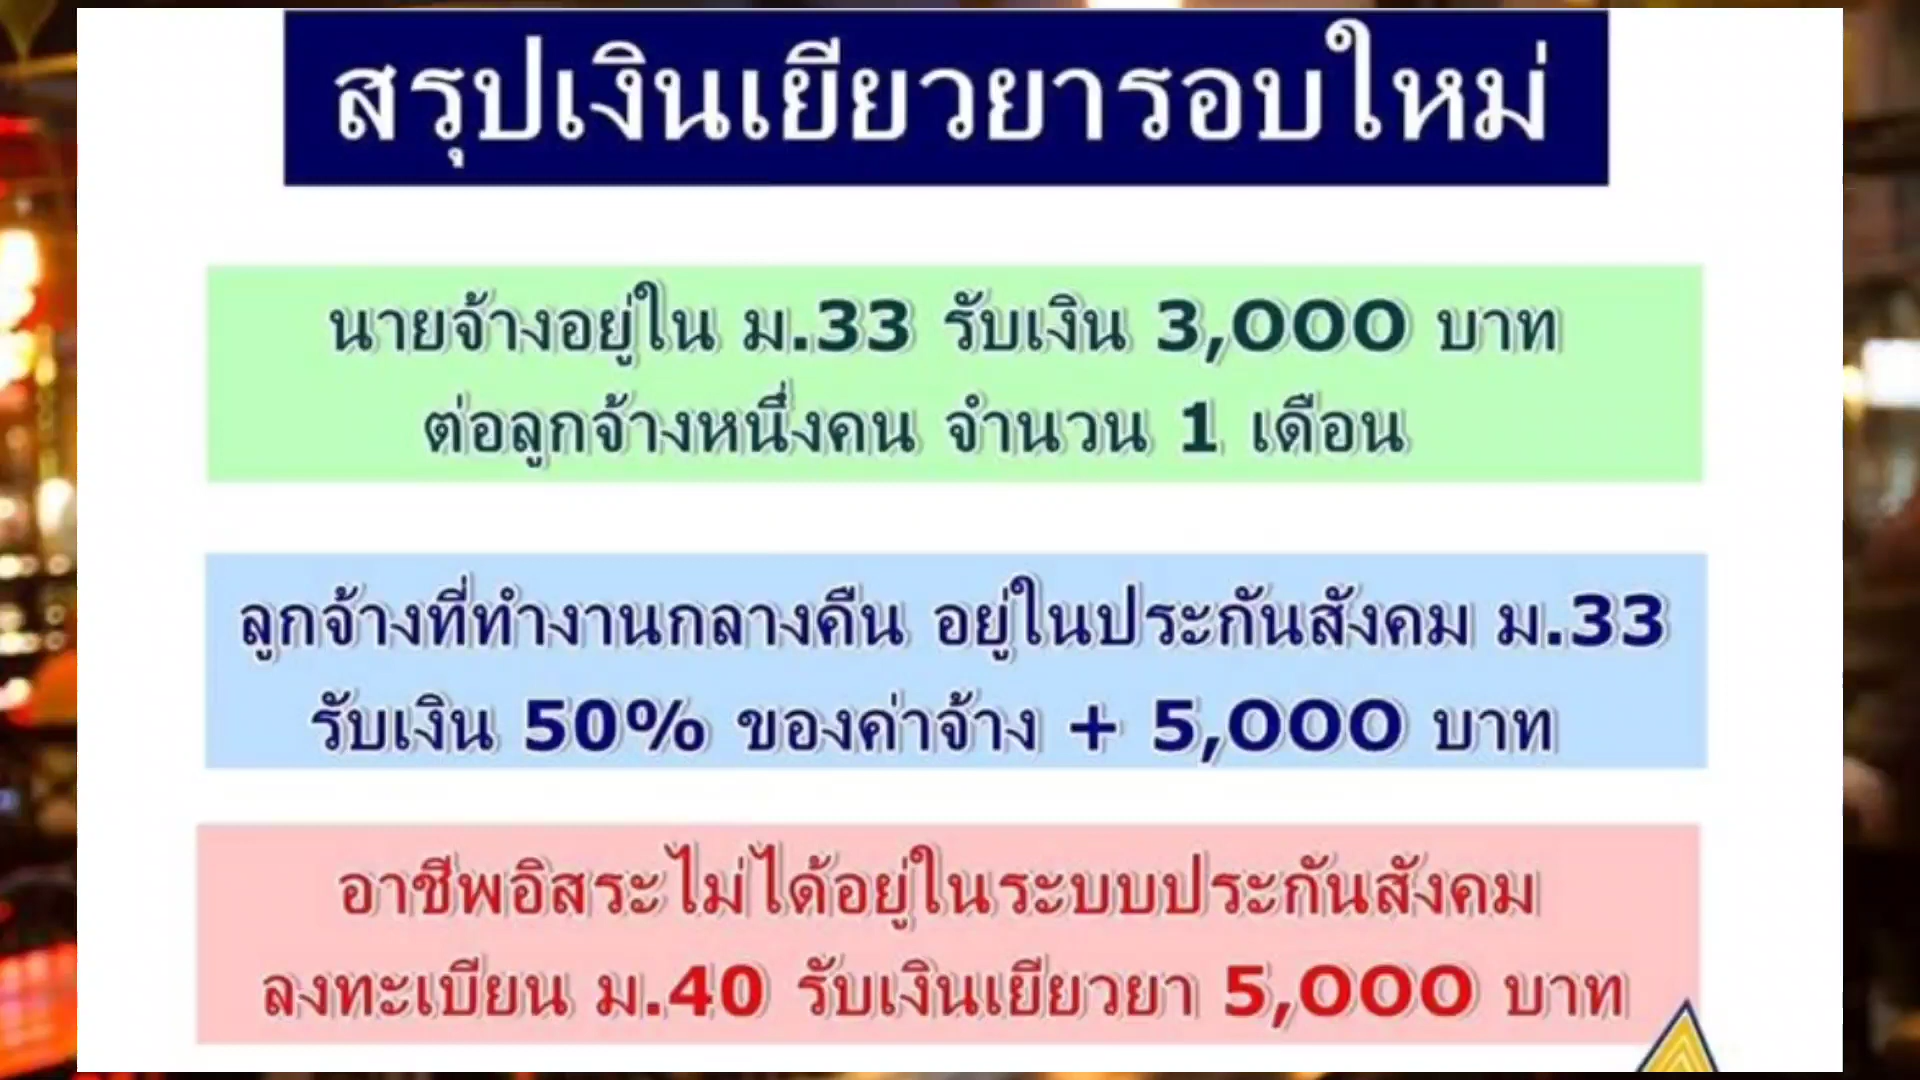 สรุปเงินเยียวยารอบใหม่
นายจ้างอยู่ใน ม.33 รับเงิน 3,000 บาท
ต่อลูกจ้างหนึ่งคน จำนวน 1 เดือน
ลูกจ้างที่ทำงานกลางคืน อยู่ในประกันสังคม ม.33
รับเงิน 50% ของค่าจ้าง + 5,000 บาท
อาชีพอิสระไม่ได้อยู่ในระบบประกันสังคม
ลงทะเบียน ม.40 รับเงินเยียวยา 5,000 บาท